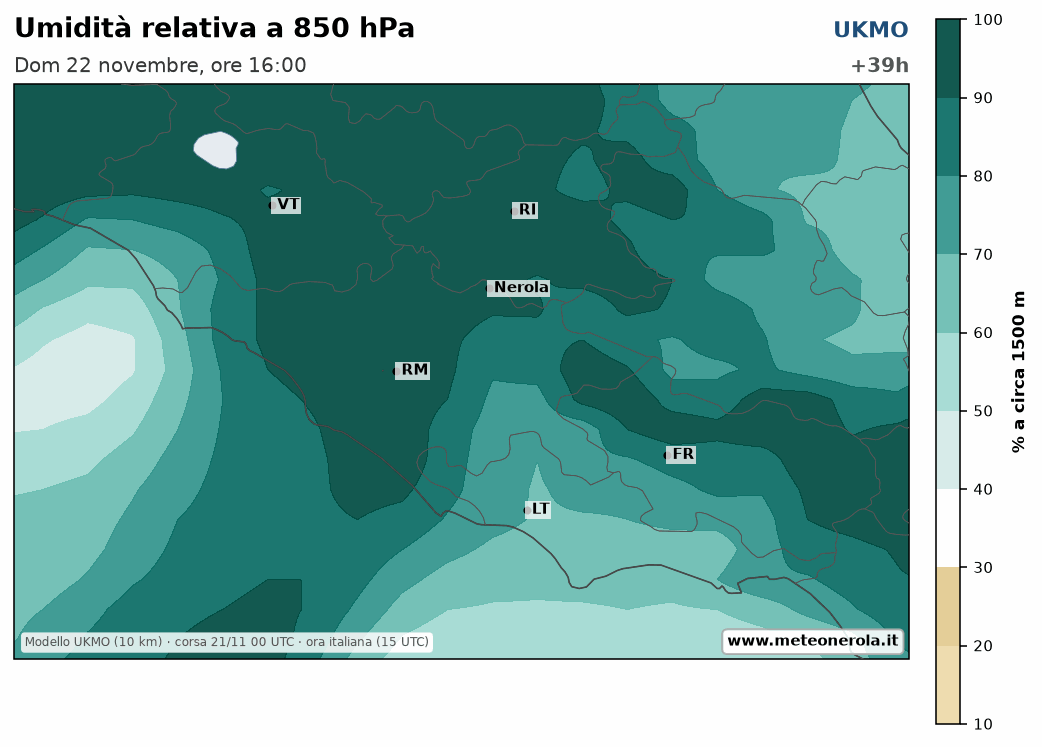 Umidità relativa a 850 hPa
UKMO
Dom 22 novembre, ore 16:00
+39h
VT
RI
Nerola
RM
FR
LT
Modello UKMO (10 km) · corsa 21/11 00 UTC · ora italiana (15 UTC)
www.meteonerola.it
100
90
80
70
60
50
40
30
20
10
% a circa 1500 m